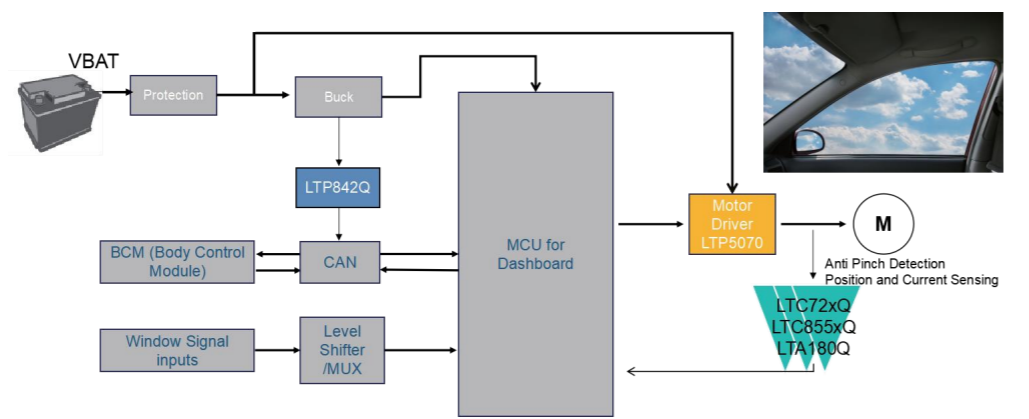 VBAT
Protection
Buck
LTP842Q
BCM (Body Control
Module)
CAN
MCU for
Dashboard
Motor
Driver
LTP5070
M
Anti Pinch Detection
Position and Current Sensing
LTC72xQ
LTC855xQ
LTA180Q
Window Signal
inputs
Level
Shifter
/MUX